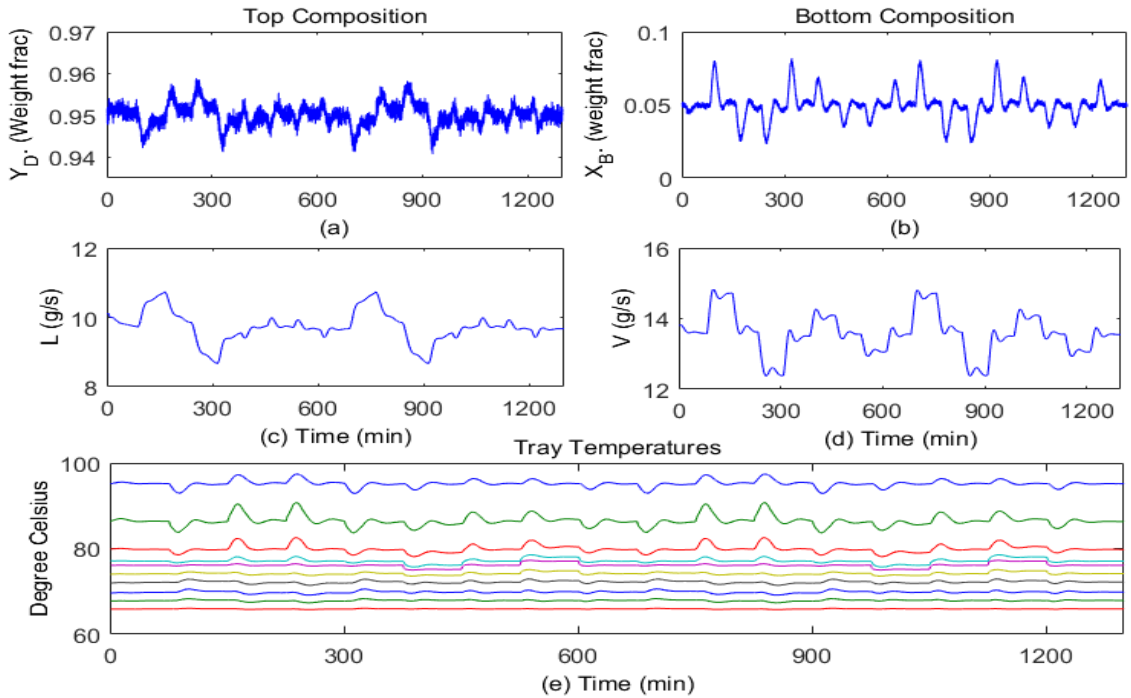 Top Composition
Y_D. (Weight frac)
0.97
0.96
0.95
0.94
0 300 600 900 1200
(a)
Bottom Composition
X_B. (weight frac)
0.1
0.05
0
0 300 600 900 1200
(b)
L (g/s)
12
10
8
0 300 600 900 1200
(c) Time (min)
V (g/s)
16
14
12
0 300 600 900 1200
(d) Time (min)
Tray Temperatures
Degree Celsius
100
80
60
0 300 600 900 1200
(e) Time (min)